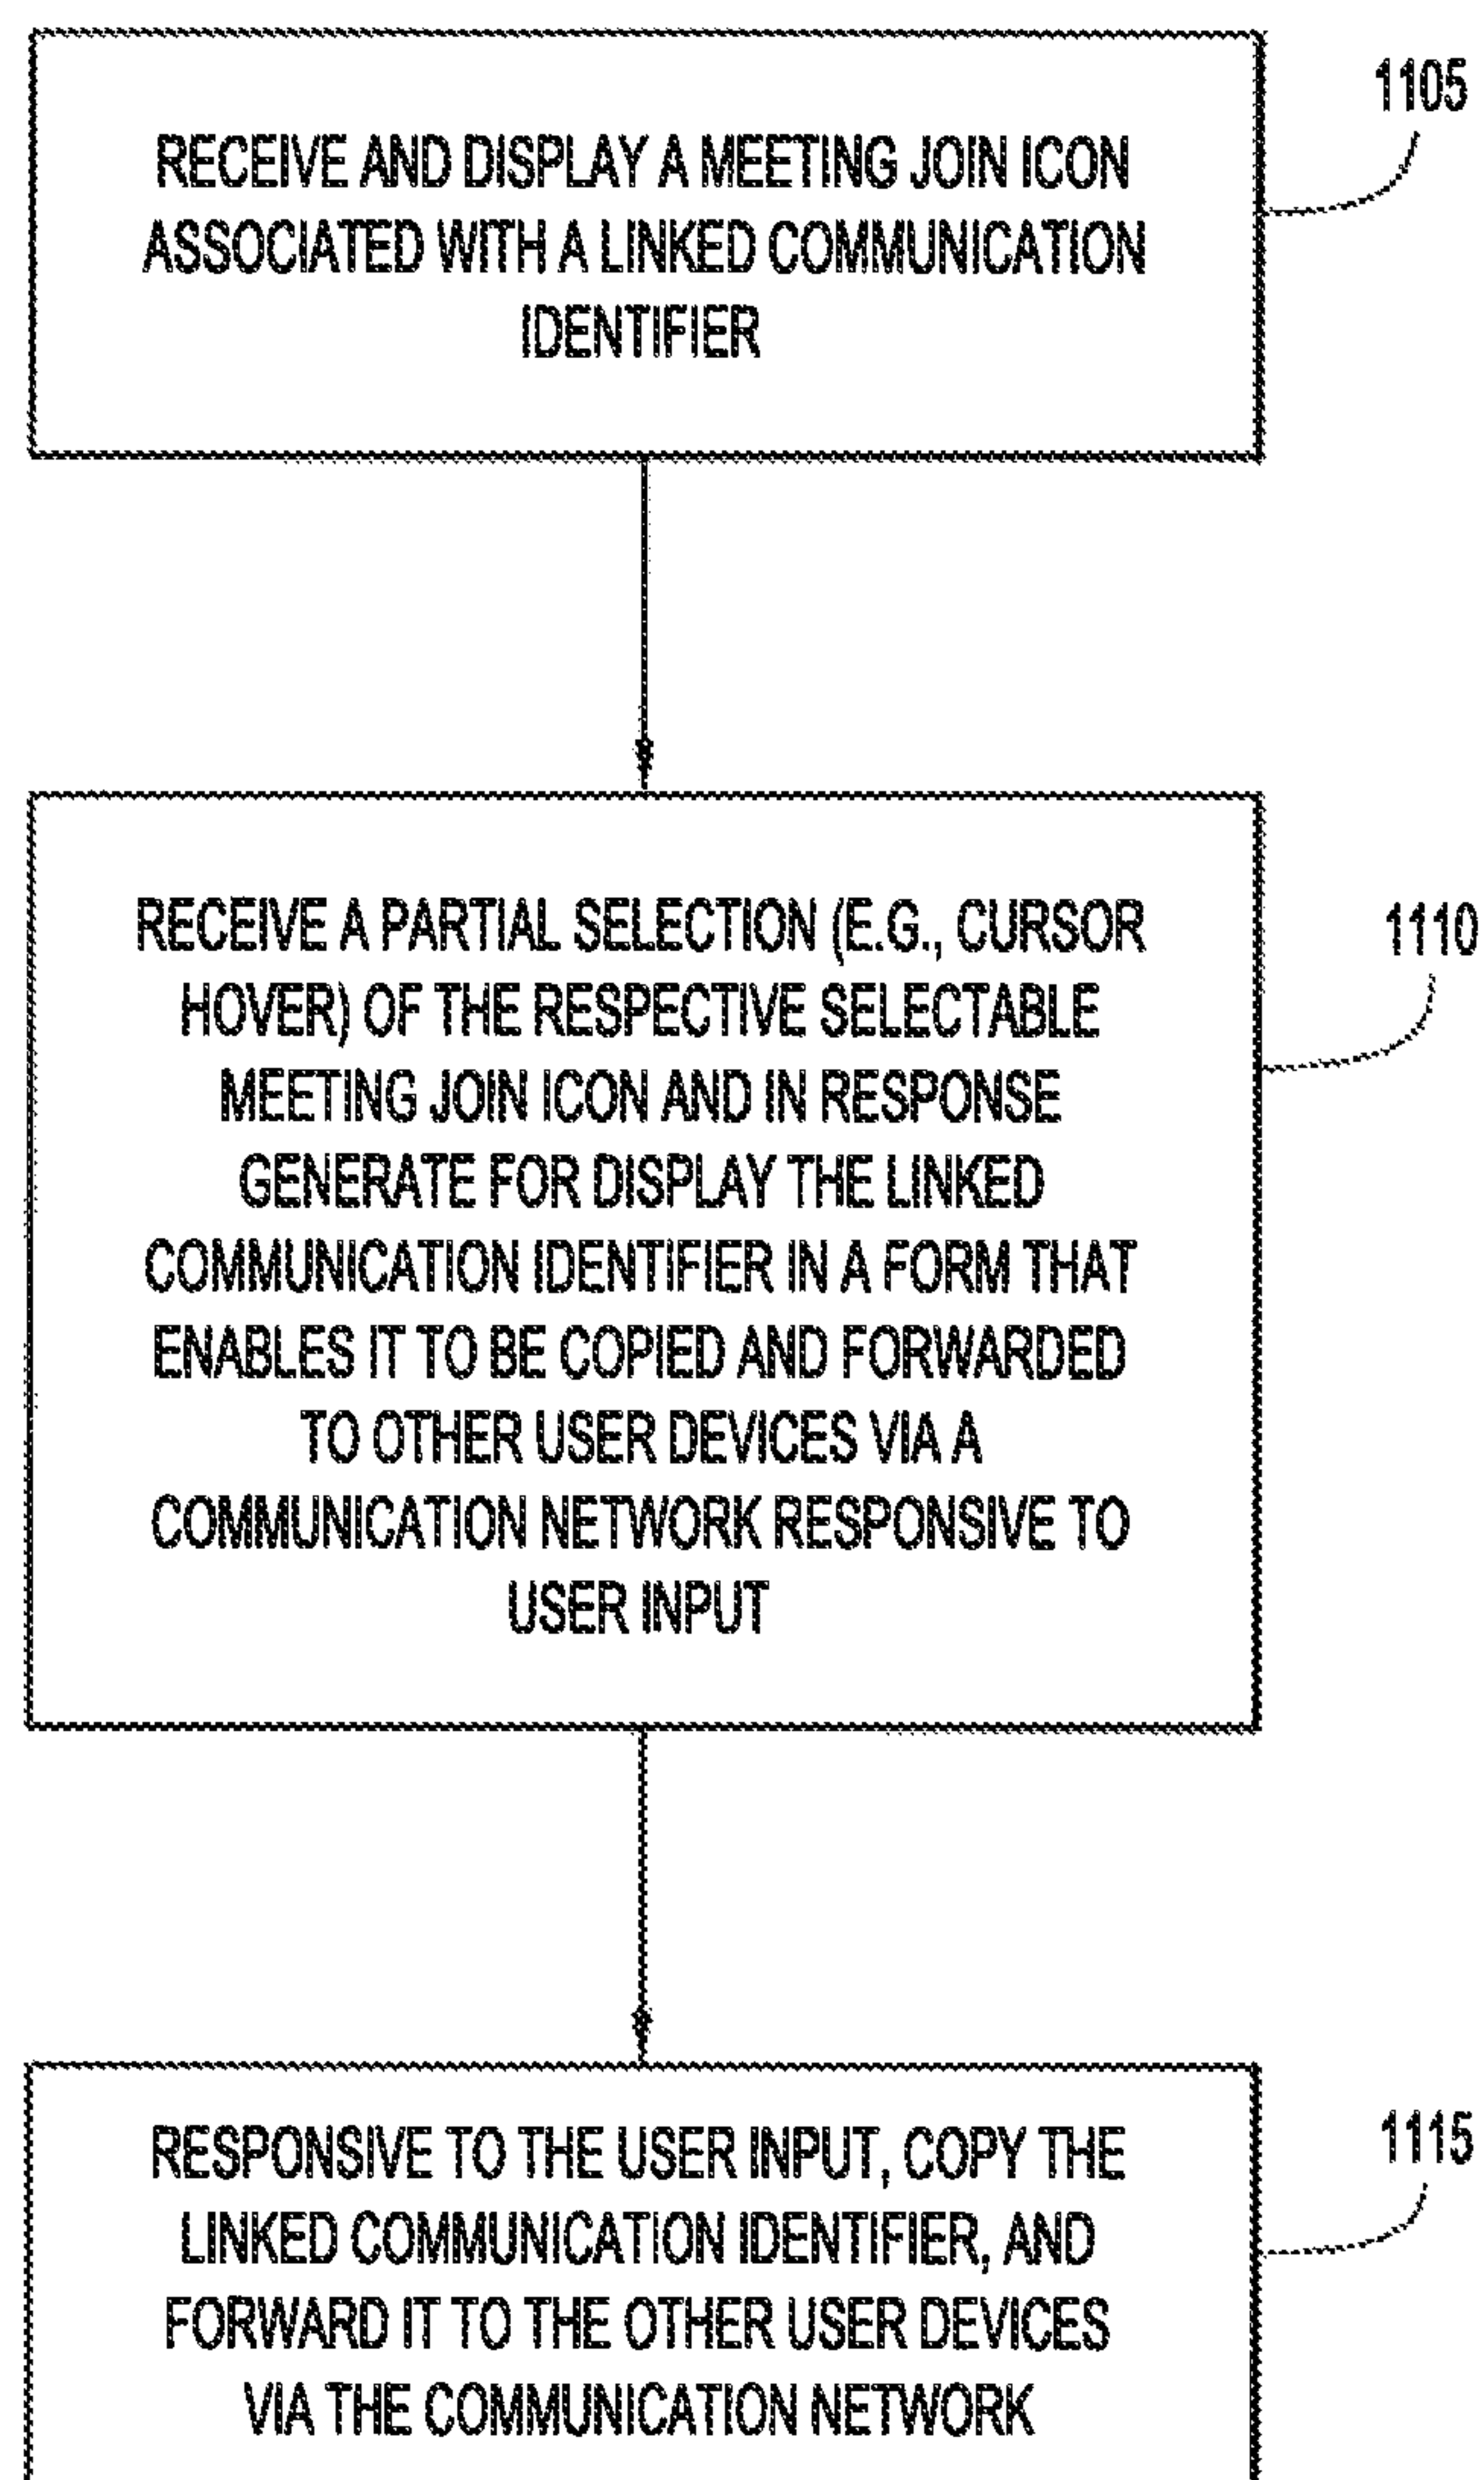 1105
RECEIVE AND DISPLAY A MEETING JOIN ICON
ASSOCIATED WITH A LINKED COMMUNICATION
IDENTIFIER
1110
RECEIVE A PARTIAL SELECTION (E.G., CURSOR
HOVER) OF THE RESPECTIVE SELECTABLE
MEETING JOIN ICON AND IN RESPONSE
GENERATE FOR DISPLAY THE LINKED
COMMUNICATION IDENTIFIER IN A FORM THAT
ENABLES IT TO BE COPIED AND FORWARDED
TO OTHER USER DEVICES VIA A
COMMUNICATION NETWORK RESPONSIVE TO
USER INPUT
1115
RESPONSIVE TO THE USER INPUT, COPY THE
LINKED COMMUNICATION IDENTIFIER, AND
FORWARD IT TO THE OTHER USER DEVICES
VIA THE COMMUNICATION NETWORK